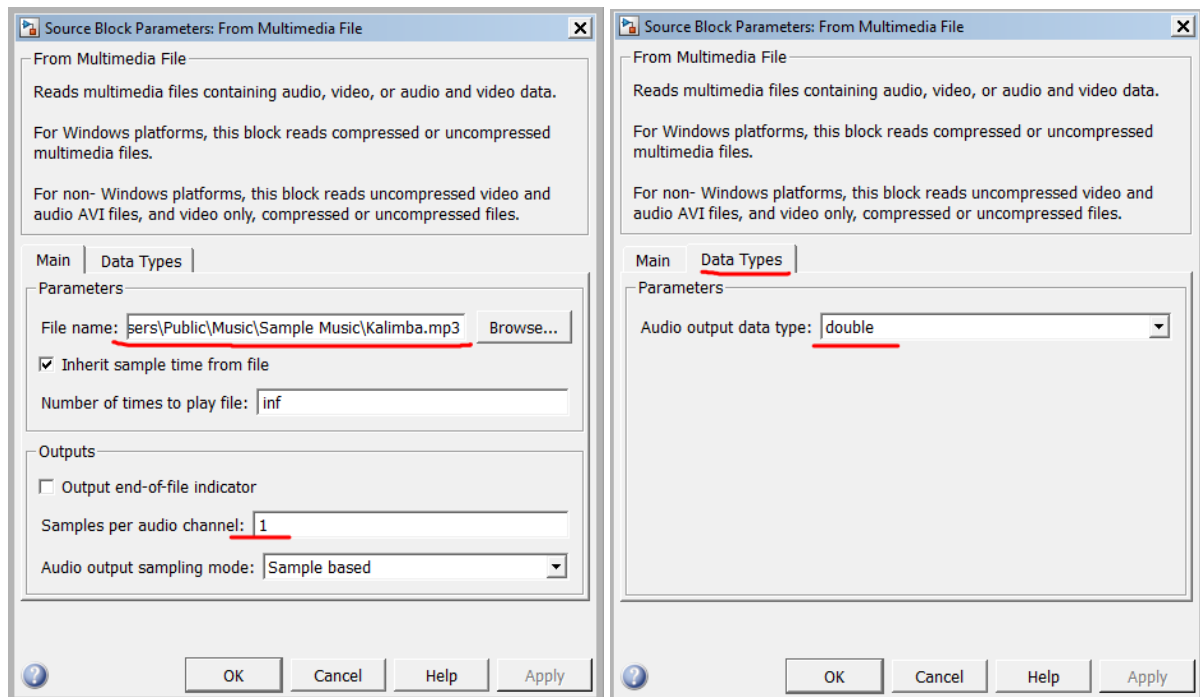 Source Block Parameters: From Multimedia File
From Multimedia File
Reads multimedia files containing audio, video, or audio and video data.
For Windows platforms, this block reads compressed or uncompressed
multimedia files.
For non- Windows platforms, this block reads uncompressed video and
audio AVI files, and video only, compressed or uncompressed files.
Main
Data Types
Parameters
File name: sers\Public\Music\Sample Music\Kalimba.mp3 Browse...
Inherit sample time from file
Number of times to play file: inf
Outputs
Output end-of-file indicator
Samples per audio channel: 1
Audio output sampling mode: Sample based
OK Cancel Help Apply
Source Block Parameters: From Multimedia File
From Multimedia File
Reads multimedia files containing audio, video, or audio and video data.
For Windows platforms, this block reads compressed or uncompressed
multimedia files.
For non- Windows platforms, this block reads uncompressed video and
audio AVI files, and video only, compressed or uncompressed files.
Main
Data Types
Parameters
Audio output data type: double
OK Cancel Help Apply